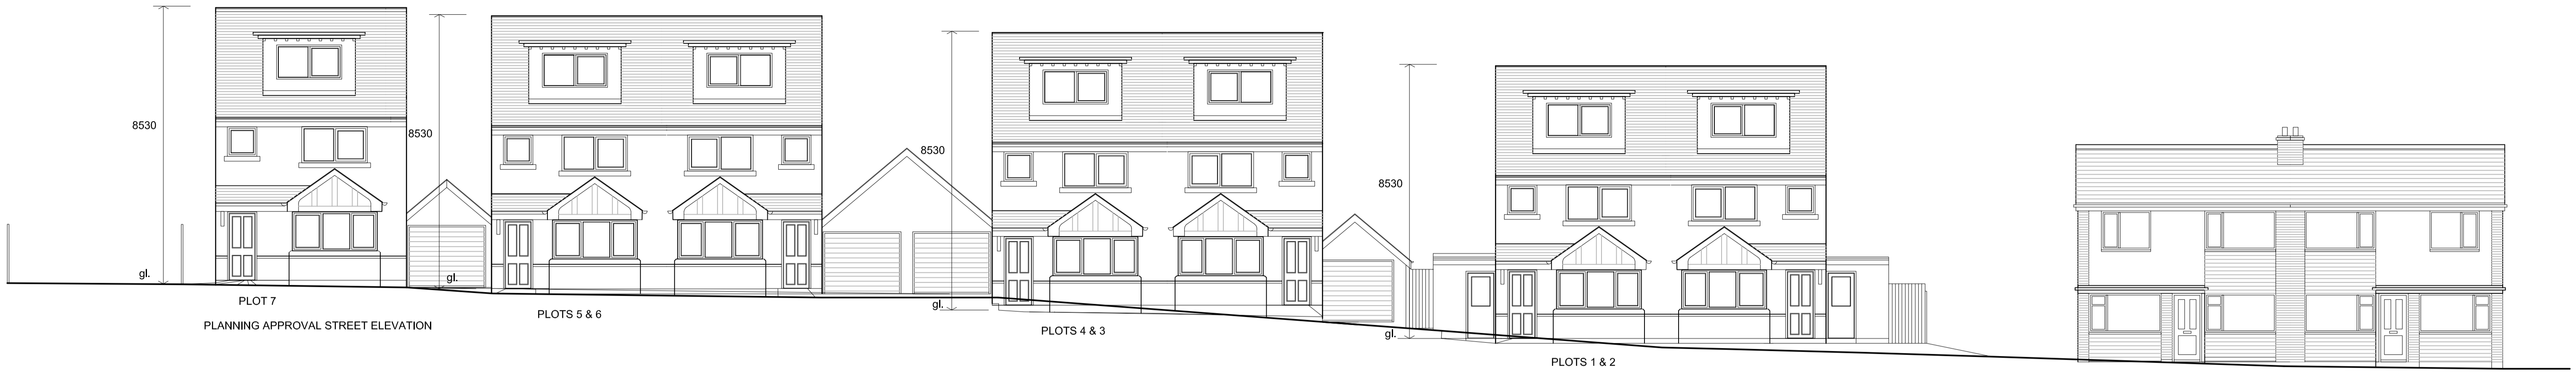 8530
gl.
PLOT 7
PLANNING APPROVAL STREET ELEVATION
8530
gl.
PLOTS 5 & 6
8530
gl.
PLOTS 4 & 3
8530
gl.
PLOTS 1 & 2